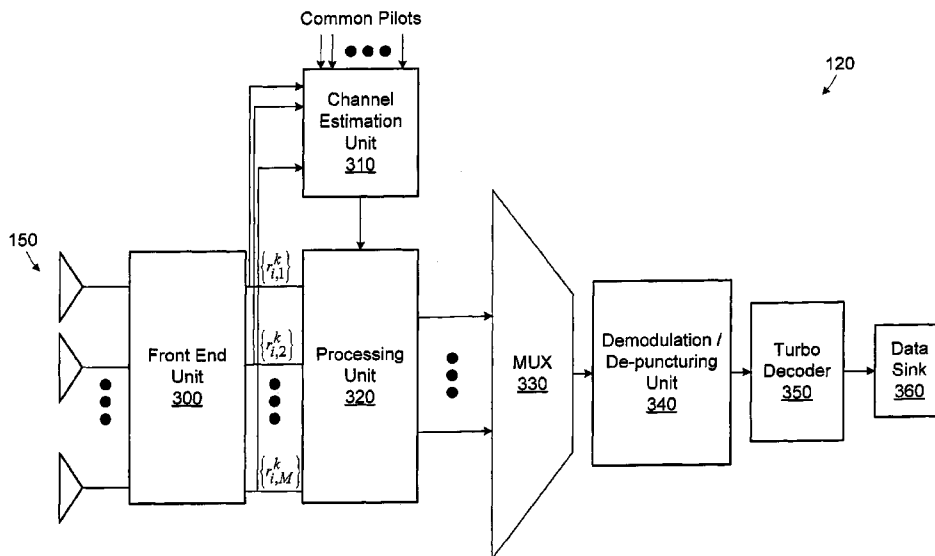 Common Pilots
120
Channel
Estimation
Unit
310
150
{r^k_{i,1}}
{r^k_{i,2}}
{r^k_{i,M}}
Front End
Unit
300
Processing
Unit
320
MUX
330
Demodulation /
De-puncturing
Unit
340
Turbo
Decoder
350
Data
Sink
360